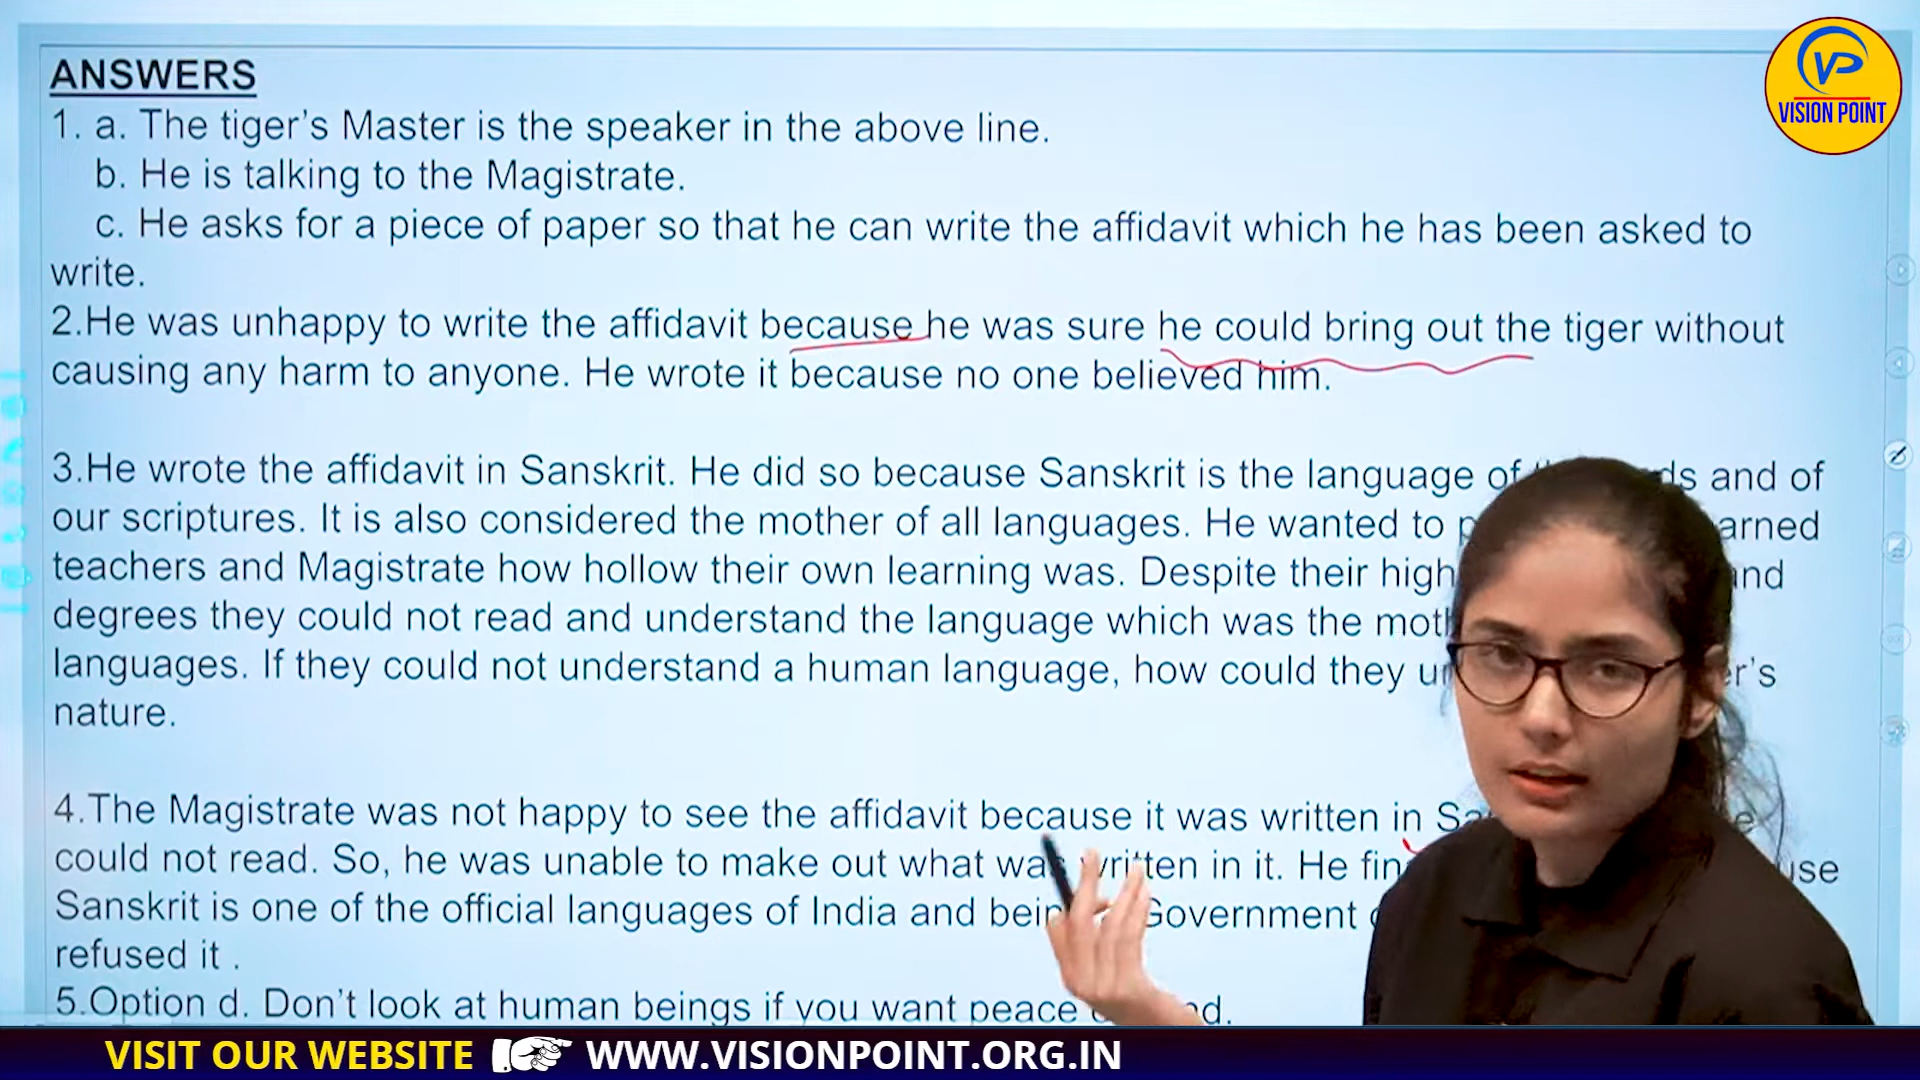 ANSWERS
VP
VISION POINT
1. a. The tiger's Master is the speaker in the above line.
b. He is talking to the Magistrate.
c. He asks for a piece of paper so that he can write the affidavit which he has been asked to
write.
2.He was unhappy to write the affidavit because he was sure he could bring out the tiger without
causing any harm to anyone. He wrote it because no one believed him.
3.He wrote the affidavit in Sanskrit. He did so because Sanskrit is the language of and of
our scriptures. It is also considered the mother of all languages. He wanted to
teachers and Magistrate how hollow their own learning was. Despite their high
degrees they could not read and understand the language which was the
languages. If they could not understand a human language, how could they
nature.
4.The Magistrate was not happy to see the affidavit because it was written in
could not read. So, he was unable to make out what was written in it. He
Sanskrit is one of the official languages of India and Government
refused it .
5.Option d. Don't look at human beings if you want peace
VISIT OUR WEBSITE WWW.VISIONPOINT.ORG.IN